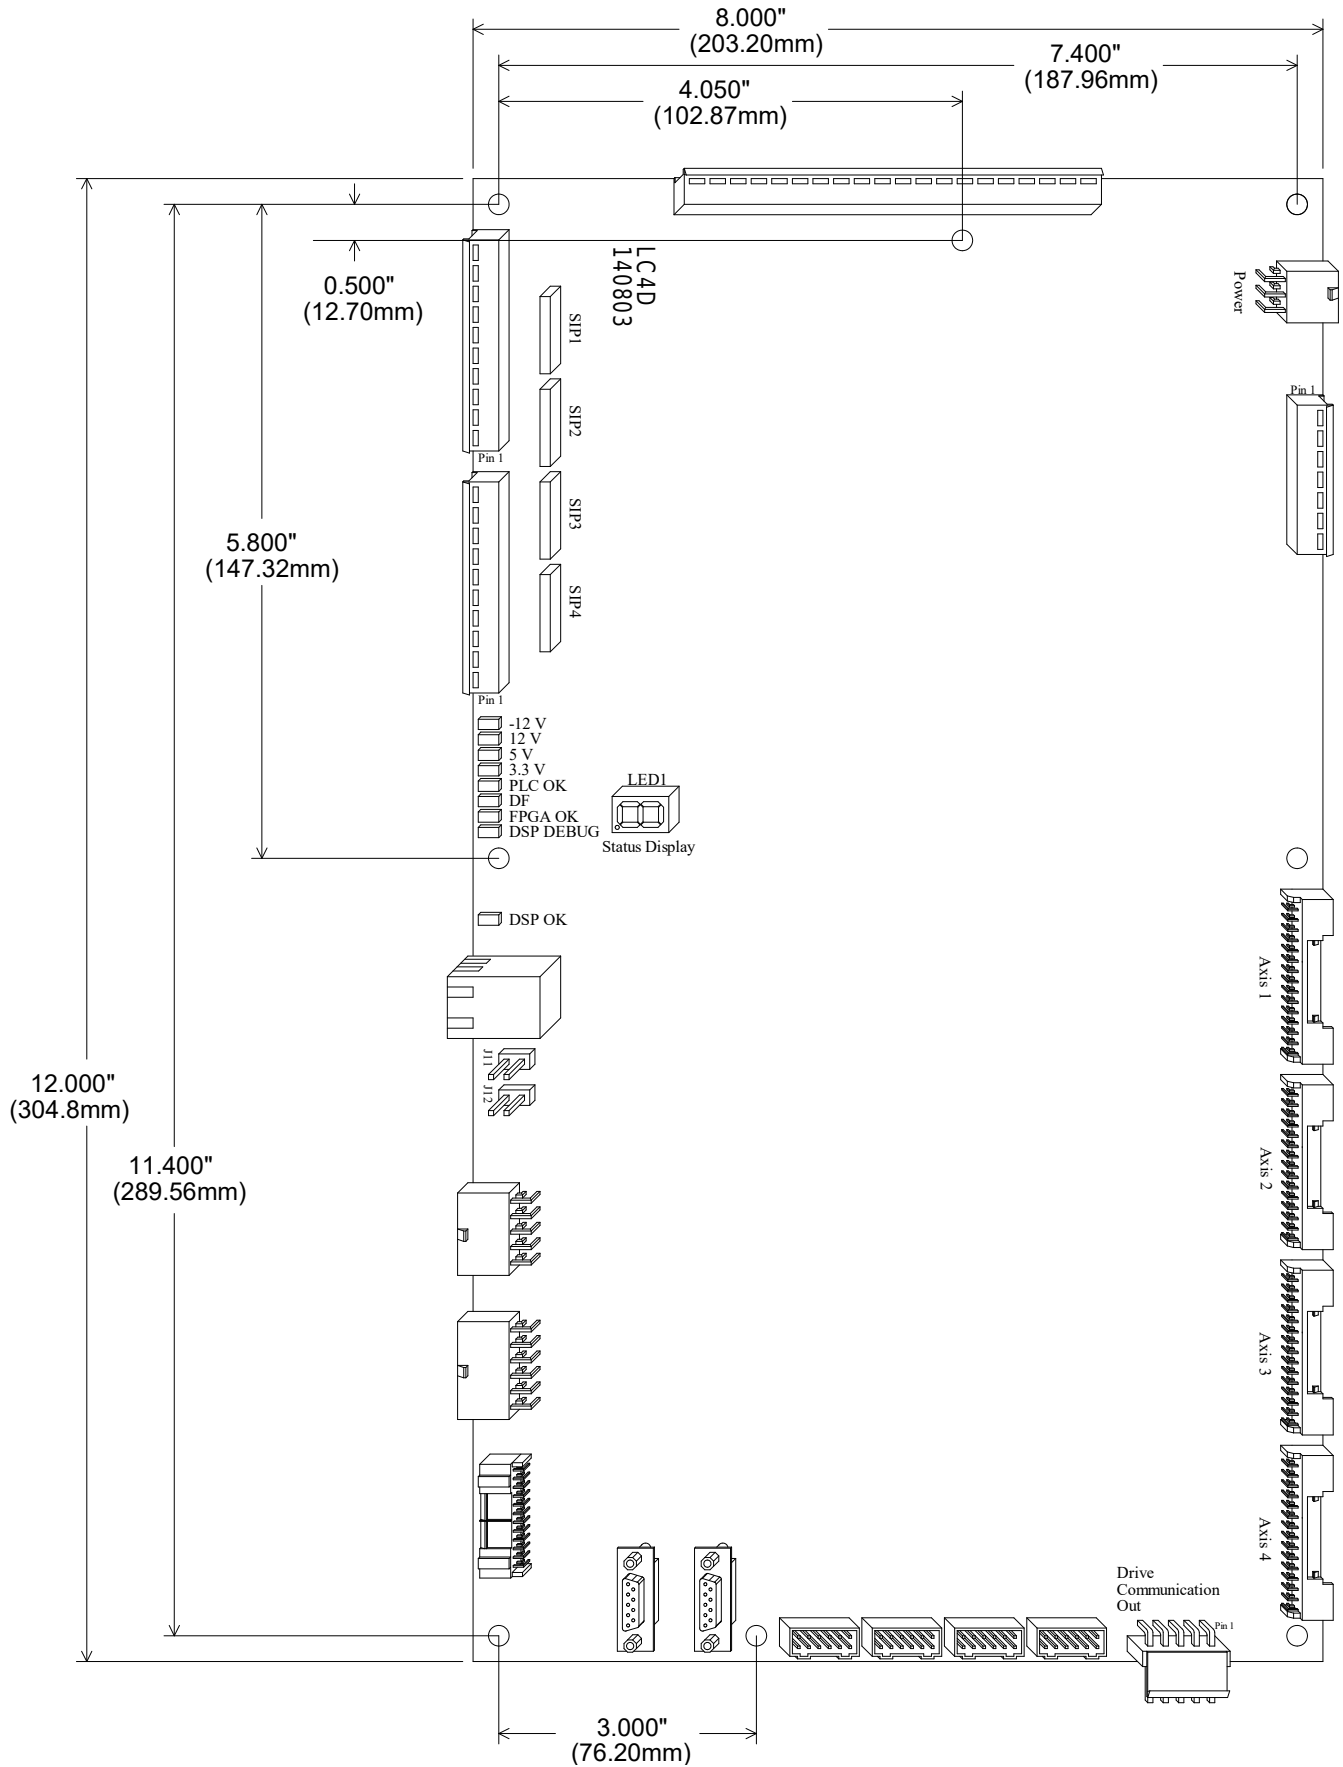 8.000"
(203.20mm)
7.400"
(187.96mm)
4.050"
(102.87mm)
0.500"
(12.70mm)
LC4D
140803
SIP1
SIP2
SIP3
SIP4
Power
Pin 1
Pin 1
Pin 1
5.800"
(147.32mm)
-12 V
12 V
5 V
3.3 V
PLC OK
DF
FPGA OK
DSP DEBUG
LED1
Status Display
DSP OK
Axis 1
J11
J12
12.000"
(304.8mm)
11.400"
(289.56mm)
Axis 2
Axis 3
Axis 4
Drive
Communication
Out
Pin 1
3.000"
(76.20mm)